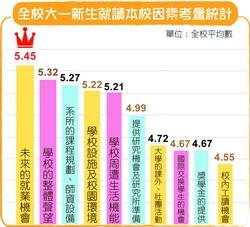 全校大一新生就讀本校因素考量統計
單位：全校平均數
5.45
5.32
5.27
5.22
5.21
4.99
4.72
4.67
4.67
4.55
未來的就業機會
學校的整體聲望
系所的課程規劃、師資設備
學校設施及校園環境
學校周遭生活機能
提供研究機會及研究所準備
大學的課外、社團活動
國際交換學生的機會
獎學金的提供
校內工讀機會